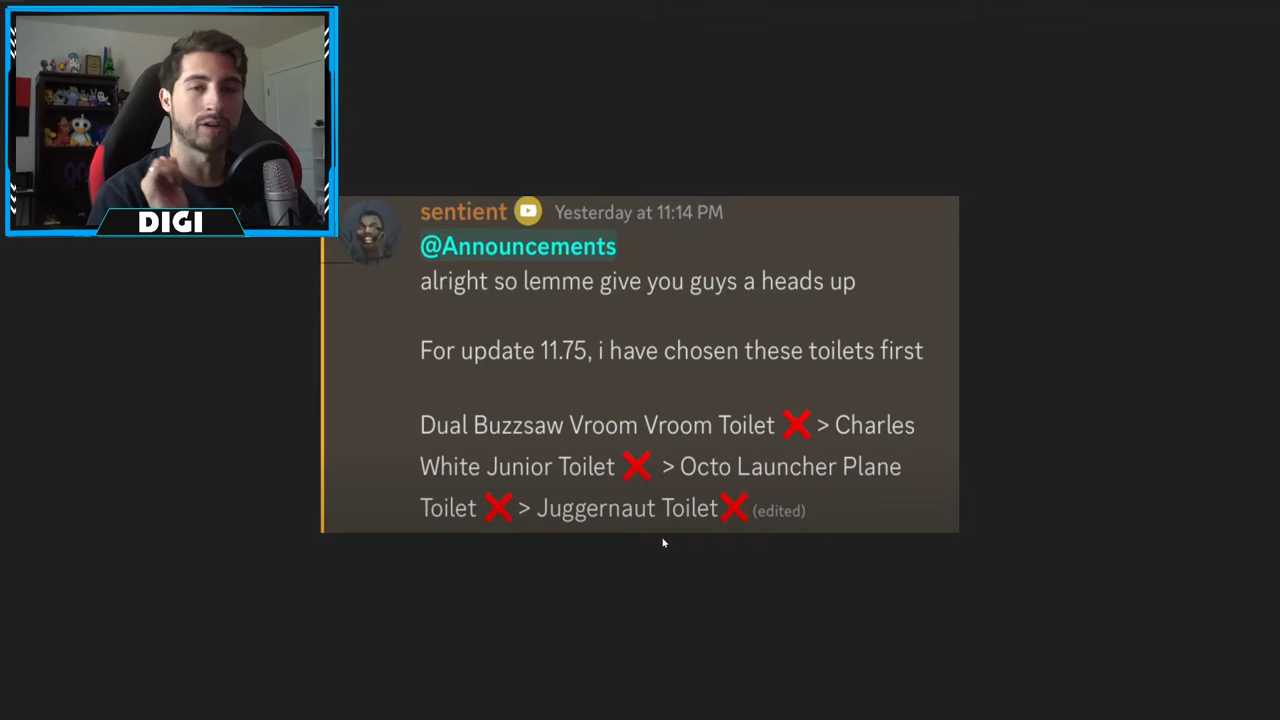 DIGI
sentient Yesterday at 11:14 PM
@Announcements
alright so lemme give you guys a heads up
For update 11.75, i have chosen these toilets first
Dual Buzzsaw Vroom Vroom Toilet ❌ > Charles
White Junior Toilet ❌ > Octo Launcher Plane
Toilet ❌ > Juggernaut Toilet❌ (edited)